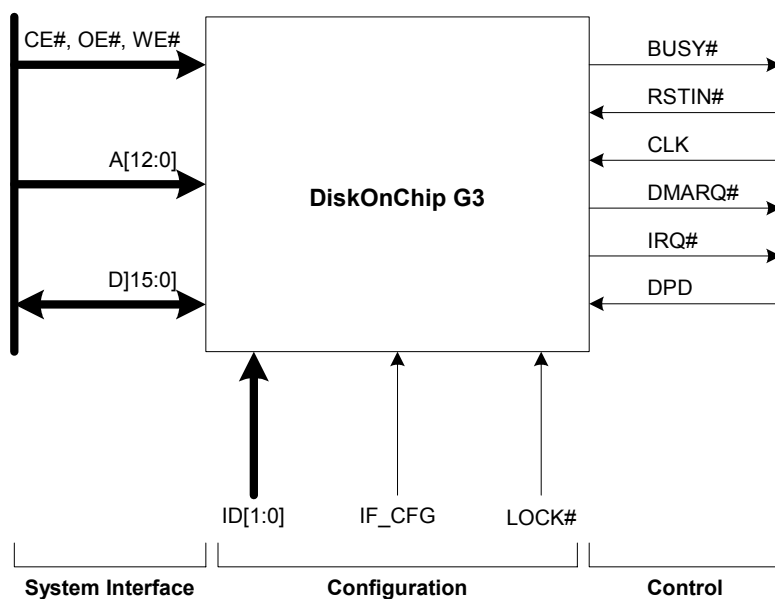 CE#, OE#, WE#
BUSY#
RSTIN#
A[12:0]
CLK
DiskOnChip G3
DMARQ#
IRQ#
D]15:0]
DPD
ID[1:0]
IF_CFG
LOCK#
System Interface
Configuration
Control